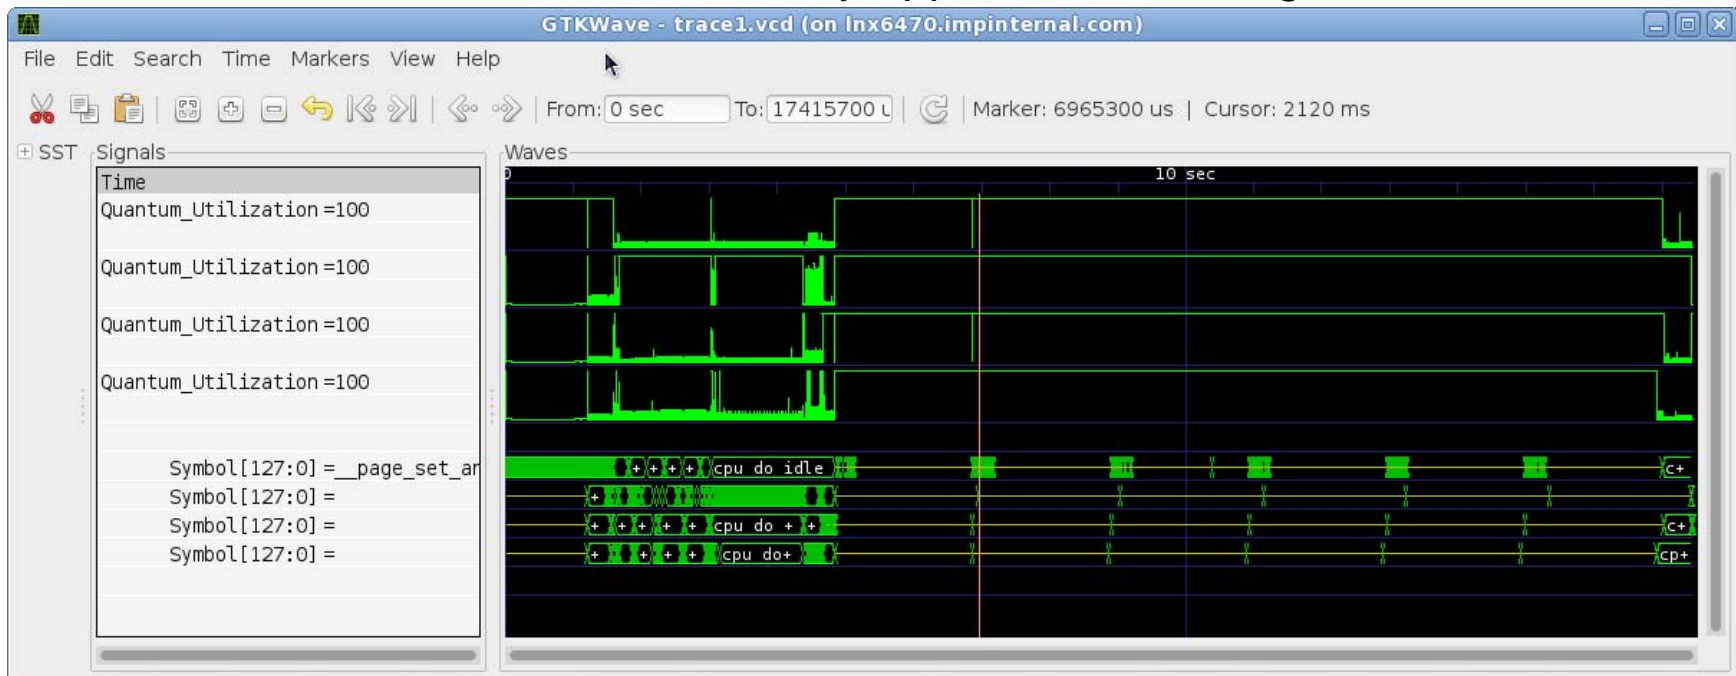 GTKWave - trace1.vcd (on lnx6470.impinternal.com)
File Edit Search Time Markers View Help
From: 0 sec To: 17415700 u Marker: 6965300 us | Cursor: 2120 ms
SST Signals Waves
Time
0 10 sec
Quantum_Utilization =100
Quantum_Utilization =100
Quantum_Utilization =100
Quantum_Utilization =100
Symbol[127:0] =__page_set_an + + + + cpu do idle c+
Symbol[127:0] = +
Symbol[127:0] = + + + + + cpu do + + c+
Symbol[127:0] = + + + + cpu do+ cp+